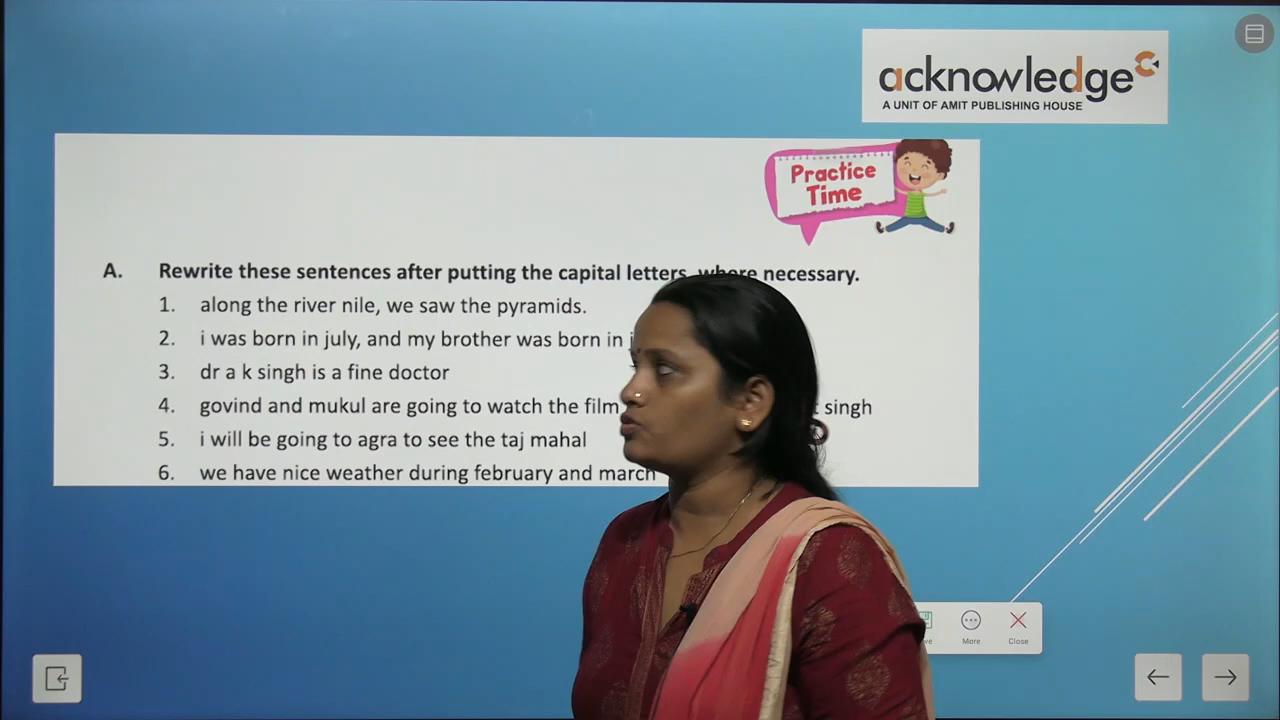 acknowledge
A UNIT OF AMIT PUBLISHING HOUSE
Practice
Time
A. Rewrite these sentences after putting the capital letters, where necessary.
1. along the river nile, we saw the pyramids.
2. i was born in july, and my brother was born in
3. dr a k singh is a fine doctor
4. govind and mukul are going to watch the film singh
5. i will be going to agra to see the taj mahal
6. we have nice weather during february and march
More
Close